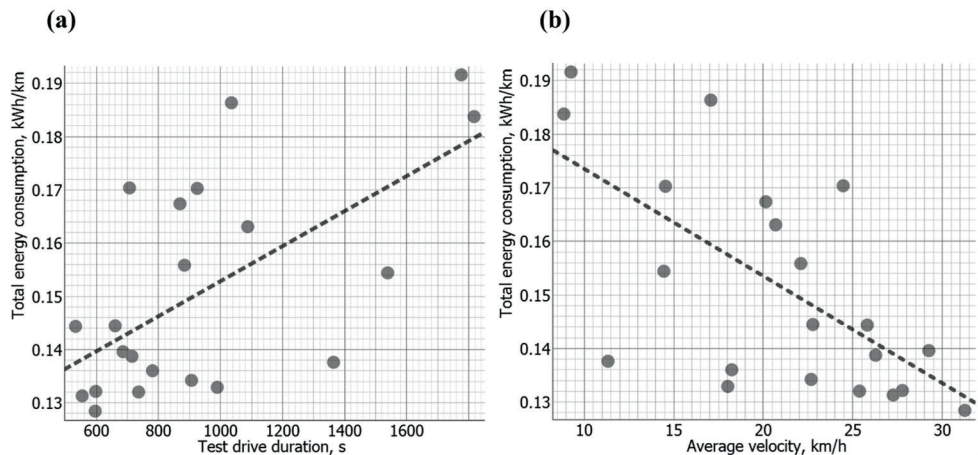 (a)
Total energy consumption, kWh/km
0.19
0.18
0.17
0.16
0.15
0.14
0.13
600 800 1000 1200 1400 1600
Test drive duration, s
(b)
Total energy consumption, kWh/km
0.19
0.18
0.17
0.16
0.15
0.14
0.13
10 15 20 25 30
Average velocity, km/h